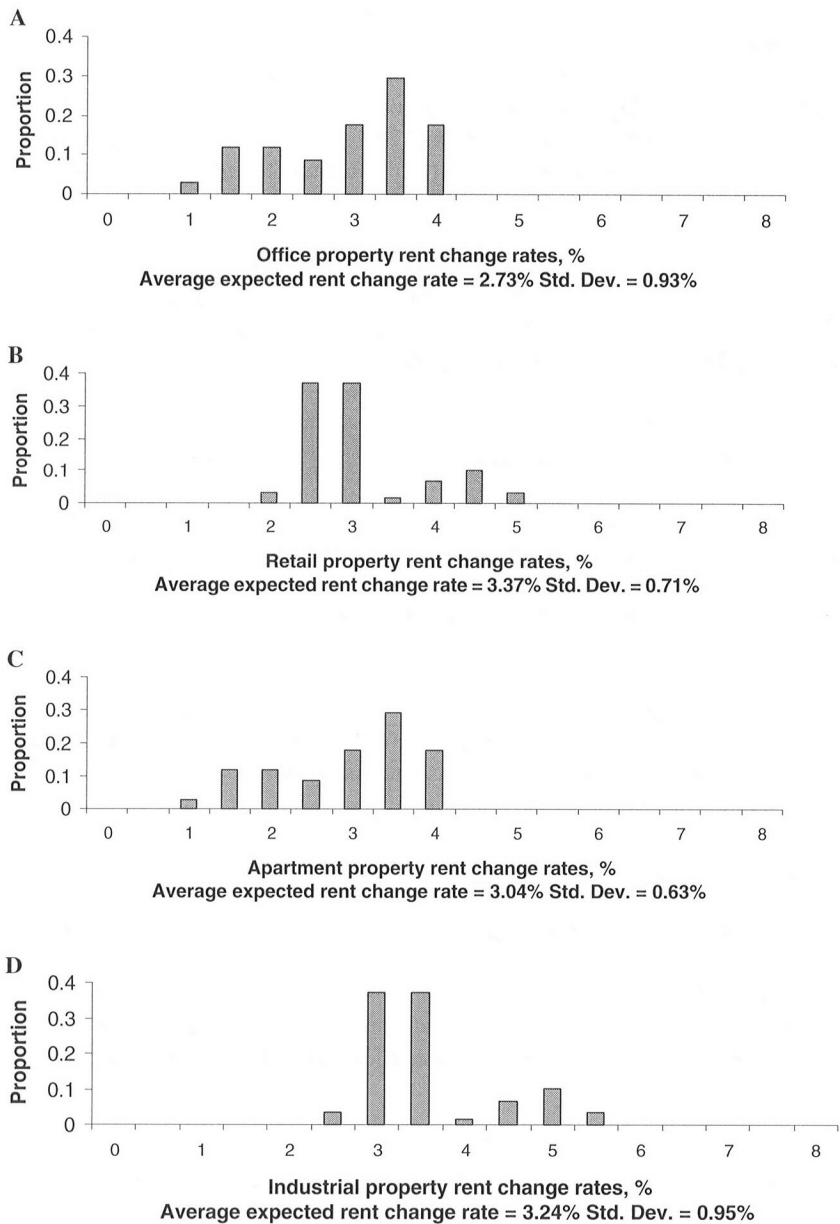 A
0.4
0.3
0.2
0.1
0
Proportion
0 1 2 3 4 5 6 7 8
Office property rent change rates, %
Average expected rent change rate = 2.73% Std. Dev. = 0.93%
B
0.4
0.3
0.2
0.1
0
Proportion
0 1 2 3 4 5 6 7 8
Retail property rent change rates, %
Average expected rent change rate = 3.37% Std. Dev. = 0.71%
C
0.4
0.3
0.2
0.1
0
Proportion
0 1 2 3 4 5 6 7 8
Apartment property rent change rates, %
Average expected rent change rate = 3.04% Std. Dev. = 0.63%
D
0.4
0.3
0.2
0.1
0
Proportion
0 1 2 3 4 5 6 7 8
Industrial property rent change rates, %
Average expected rent change rate = 3.24% Std. Dev. = 0.95%